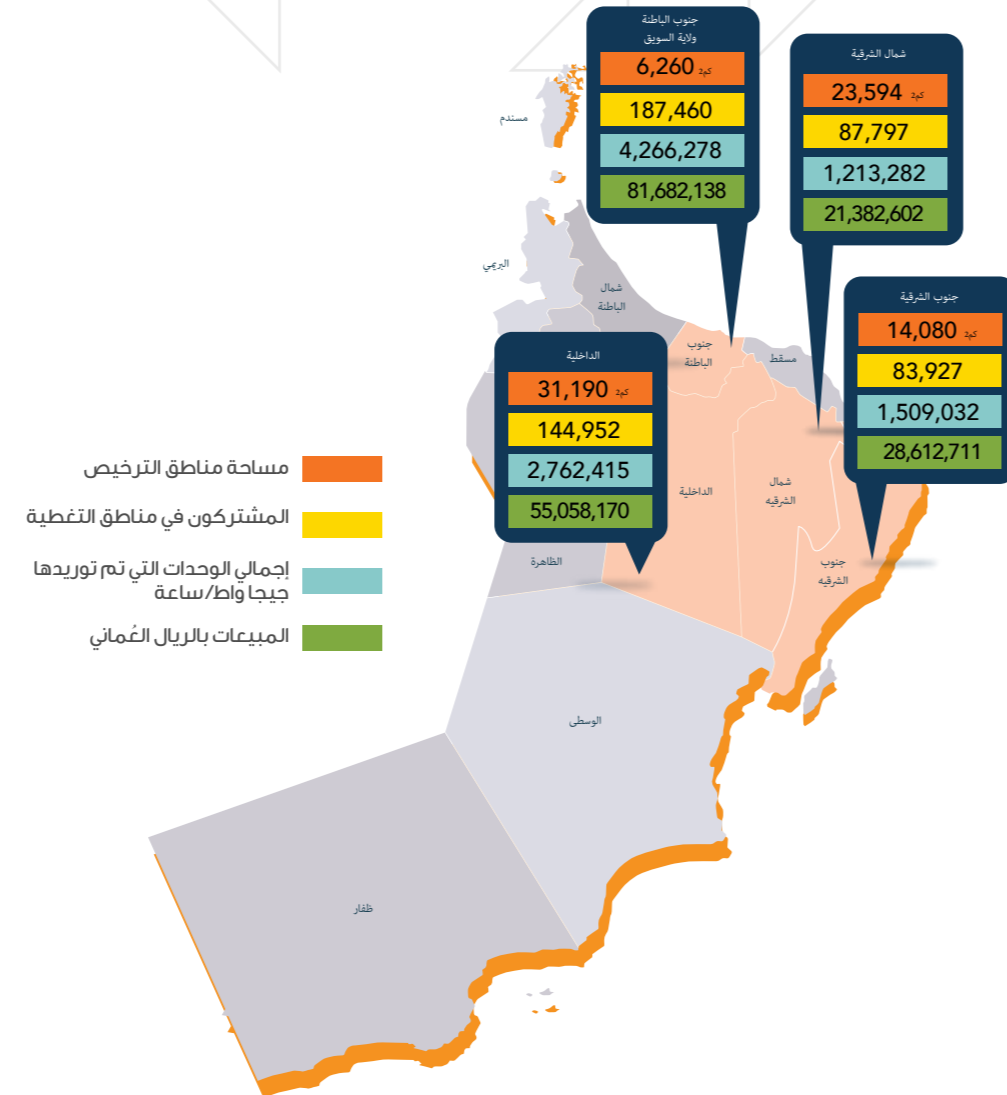 جنوب الباطنة
ولاية السويق
6,260 كم2
187,460
4,266,278
81,682,138
شمال الشرقية
23,594 كم2
87,797
1,213,282
21,382,602
جنوب الشرقية
14,080 كم2
83,927
1,509,032
28,612,711
الداخلية
31,190 كم2
144,952
2,762,415
55,058,170
مسندم
البريمي
شمال
الباطنة
جنوب
الباطنة
مسقط
الداخلية
شمال
الشرقيه
جنوب
الشرقيه
الظاهرة
الوسطى
ظفار
مساحة مناطق الترخيص
المشتركون في مناطق التغطية
إجمالي الوحدات التي تم توريدها
جيجا واط/ساعة
المبيعات بالريال العُماني